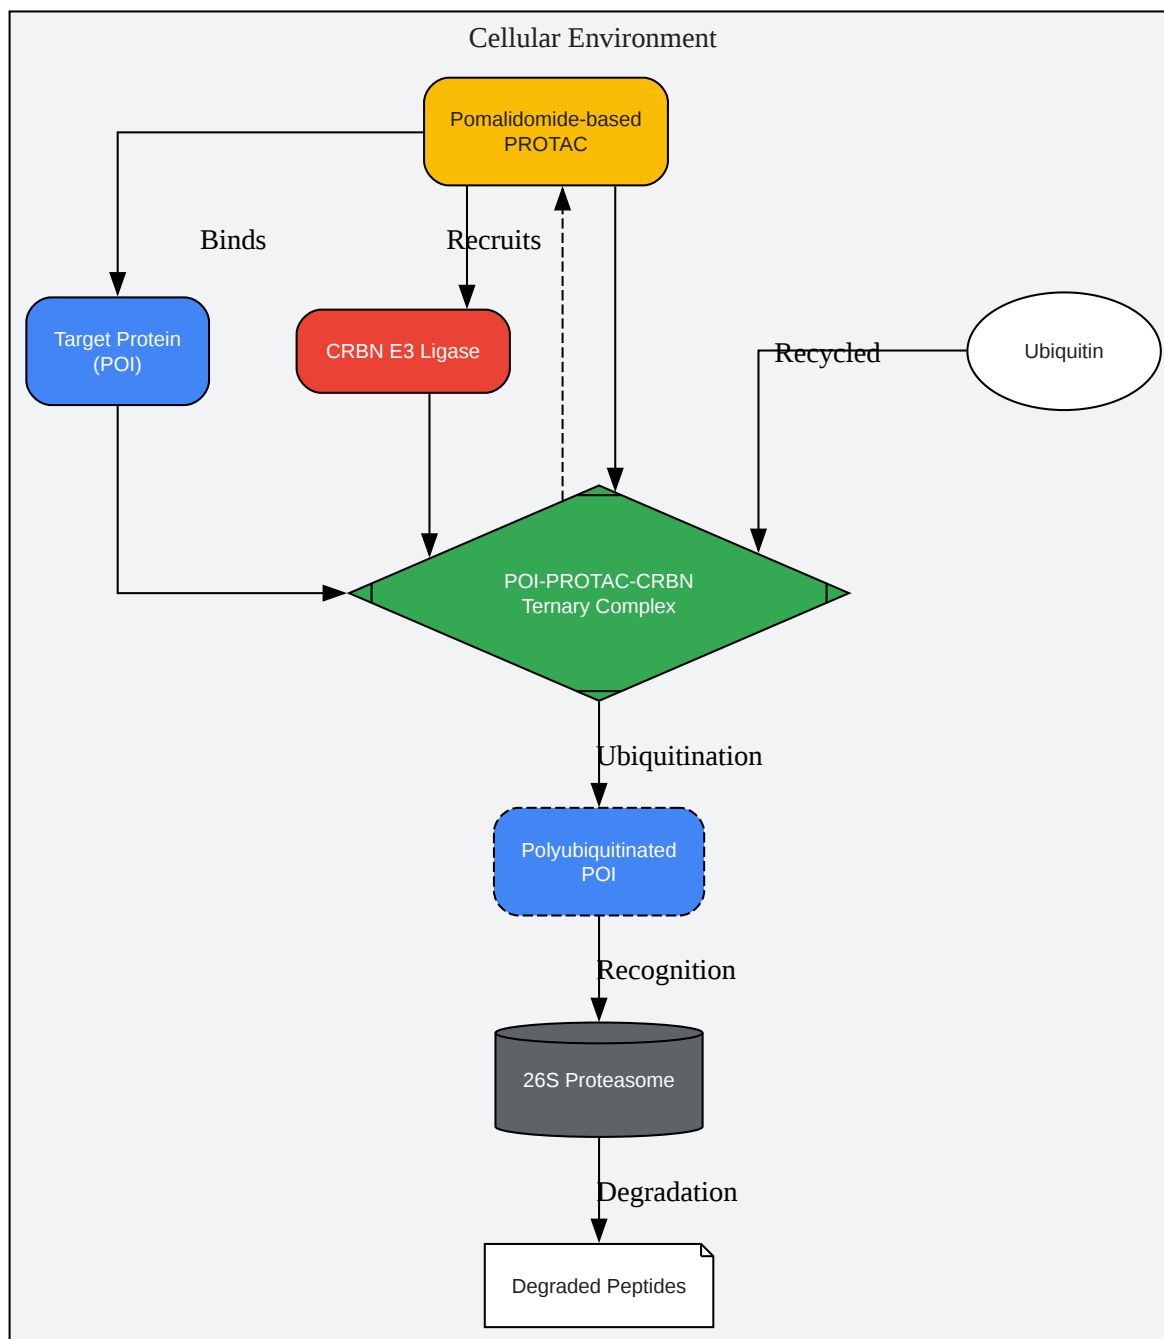 Cellular Environment
Pomalidomide-based
PROTAC
Binds
Recruits
Target Protein
(POI)
CRBN E3 Ligase
Recycled
Ubiquitin
POI-PROTAC-CRBN
Ternary Complex
Ubiquitination
Polyubiquitinated
POI
Recognition
26S Proteasome
Degradation
Degraded Peptides